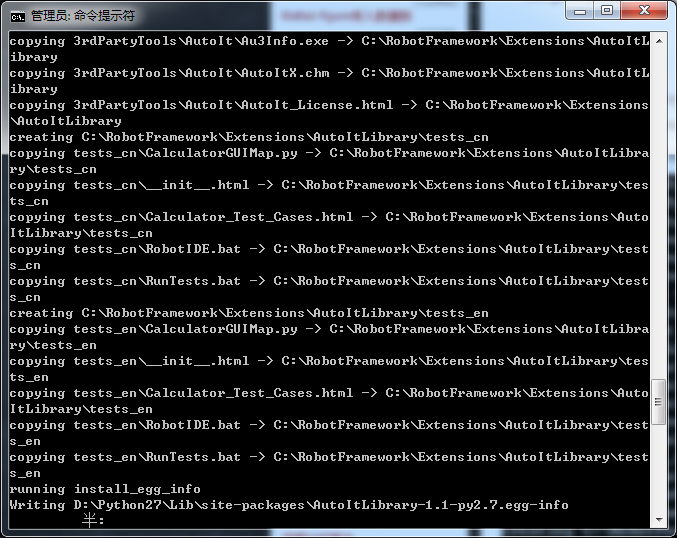 管理员: 命令提示符
copying 3rdPartyTools\AutoIt\Au3Info.exe -> C:\RobotFramework\Extensions\AutoItL
ibrary
copying 3rdPartyTools\AutoIt\AutoItX.chm -> C:\RobotFramework\Extensions\AutoItL
ibrary
copying 3rdPartyTools\AutoIt\AutoIt_License.html -> C:\RobotFramework\Extensions
\AutoItLibrary
creating C:\RobotFramework\Extensions\AutoItLibrary\tests_cn
copying tests_cn\CalculatorGUIMap.py -> C:\RobotFramework\Extensions\AutoItLibra
ry\tests_cn
copying tests_cn\__init__.html -> C:\RobotFramework\Extensions\AutoItLibrary\tes
ts_cn
copying tests_cn\Calculator_Test_Cases.html -> C:\RobotFramework\Extensions\Auto
ItLibrary\tests_cn
copying tests_cn\RobotIDE.bat -> C:\RobotFramework\Extensions\AutoItLibrary\test
s_cn
copying tests_cn\RunTests.bat -> C:\RobotFramework\Extensions\AutoItLibrary\test
s_cn
creating C:\RobotFramework\Extensions\AutoItLibrary\tests_en
copying tests_en\CalculatorGUIMap.py -> C:\RobotFramework\Extensions\AutoItLibra
ry\tests_en
copying tests_en\__init__.html -> C:\RobotFramework\Extensions\AutoItLibrary\tes
ts_en
copying tests_en\Calculator_Test_Cases.html -> C:\RobotFramework\Extensions\Auto
ItLibrary\tests_en
copying tests_en\RobotIDE.bat -> C:\RobotFramework\Extensions\AutoItLibrary\test
s_en
copying tests_en\RunTests.bat -> C:\RobotFramework\Extensions\AutoItLibrary\test
s_en
running install_egg_info
Writing D:\Python27\Lib\site-packages\AutoItLibrary-1.1-py2.7.egg-info
半: